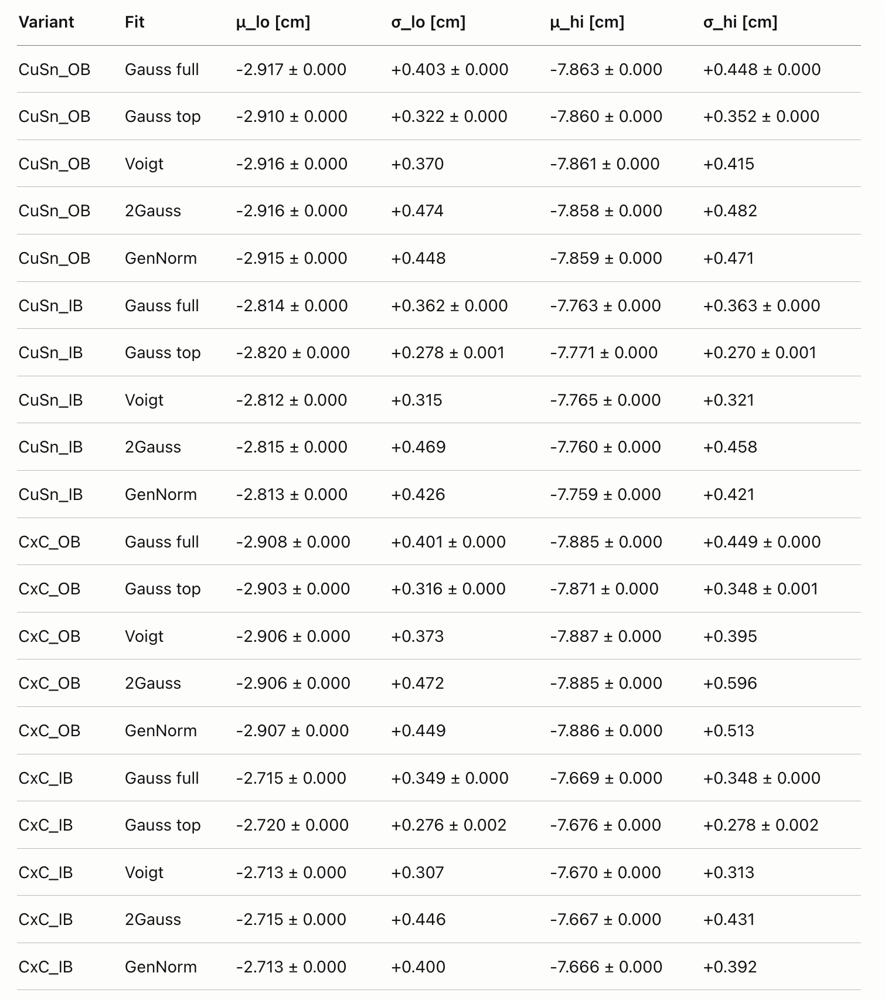 Variant Fit μ_lo [cm] σ_lo [cm] μ_hi [cm] σ_hi [cm]
CuSn_OB Gauss full -2.917 ± 0.000 +0.403 ± 0.000 -7.863 ± 0.000 +0.448 ± 0.000
CuSn_OB Gauss top -2.910 ± 0.000 +0.322 ± 0.000 -7.860 ± 0.000 +0.352 ± 0.000
CuSn_OB Voigt -2.916 ± 0.000 +0.370 -7.861 ± 0.000 +0.415
CuSn_OB 2Gauss -2.916 ± 0.000 +0.474 -7.858 ± 0.000 +0.482
CuSn_OB GenNorm -2.915 ± 0.000 +0.448 -7.859 ± 0.000 +0.471
CuSn_IB Gauss full -2.814 ± 0.000 +0.362 ± 0.000 -7.763 ± 0.000 +0.363 ± 0.000
CuSn_IB Gauss top -2.820 ± 0.000 +0.278 ± 0.001 -7.771 ± 0.000 +0.270 ± 0.001
CuSn_IB Voigt -2.812 ± 0.000 +0.315 -7.765 ± 0.000 +0.321
CuSn_IB 2Gauss -2.815 ± 0.000 +0.469 -7.760 ± 0.000 +0.458
CuSn_IB GenNorm -2.813 ± 0.000 +0.426 -7.759 ± 0.000 +0.421
CxC_OB Gauss full -2.908 ± 0.000 +0.401 ± 0.000 -7.885 ± 0.000 +0.449 ± 0.000
CxC_OB Gauss top -2.903 ± 0.000 +0.316 ± 0.000 -7.871 ± 0.000 +0.348 ± 0.001
CxC_OB Voigt -2.906 ± 0.000 +0.373 -7.887 ± 0.000 +0.395
CxC_OB 2Gauss -2.906 ± 0.000 +0.472 -7.885 ± 0.000 +0.596
CxC_OB GenNorm -2.907 ± 0.000 +0.449 -7.886 ± 0.000 +0.513
CxC_IB Gauss full -2.715 ± 0.000 +0.349 ± 0.000 -7.669 ± 0.000 +0.348 ± 0.000
CxC_IB Gauss top -2.720 ± 0.000 +0.276 ± 0.002 -7.676 ± 0.000 +0.278 ± 0.002
CxC_IB Voigt -2.713 ± 0.000 +0.307 -7.670 ± 0.000 +0.313
CxC_IB 2Gauss -2.715 ± 0.000 +0.446 -7.667 ± 0.000 +0.431
CxC_IB GenNorm -2.713 ± 0.000 +0.400 -7.666 ± 0.000 +0.392